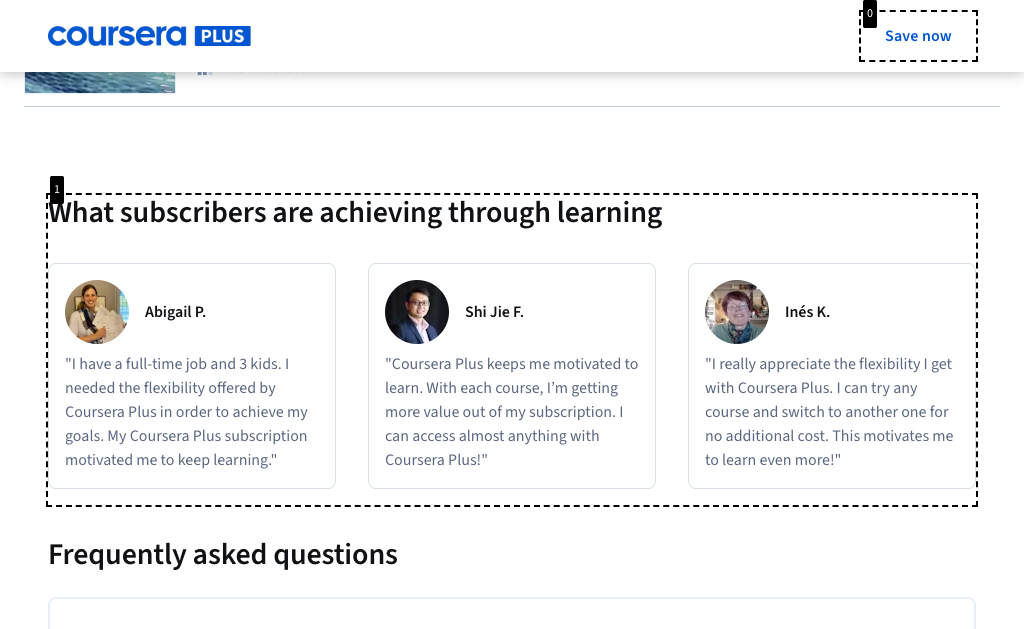 coursera PLUS
0
Save now
1
What subscribers are achieving through learning
Abigail P.
"I have a full-time job and 3 kids. I
needed the flexibility offered by
Coursera Plus in order to achieve my
goals. My Coursera Plus subscription
motivated me to keep learning."
Shi Jie F.
"Coursera Plus keeps me motivated to
learn. With each course, I’m getting
more value out of my subscription. I
can access almost anything with
Coursera Plus!"
Inés K.
"I really appreciate the flexibility I get
with Coursera Plus. I can try any
course and switch to another one for
no additional cost. This motivates me
to learn even more!"
Frequently asked questions